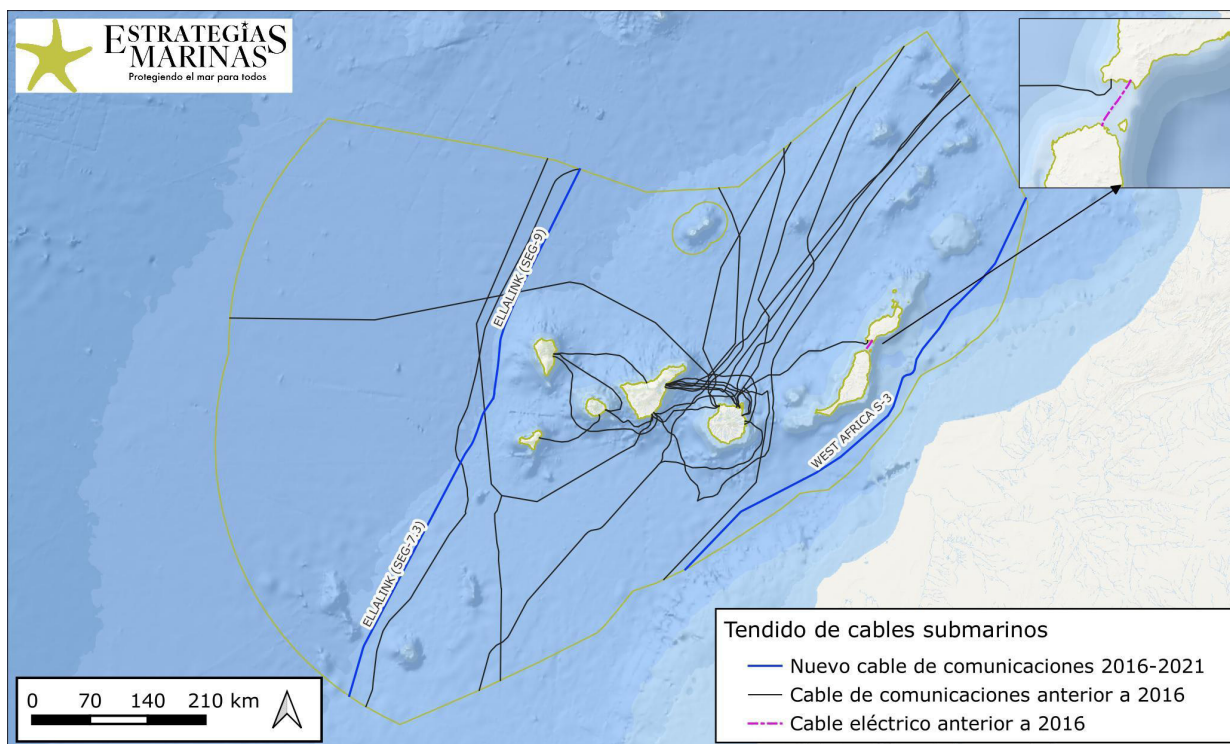 ESTRATEGIAS
MARINAS
Protegiendo el mar para todos
ELLALINK (SEG-9)
WEST AFRICA S-3
ELLALINK (SEG-7.3)
Tendido de cables submarinos
Nuevo cable de comunicaciones 2016-2021
Cable de comunicaciones anterior a 2016
Cable eléctrico anterior a 2016
0 70 140 210 km